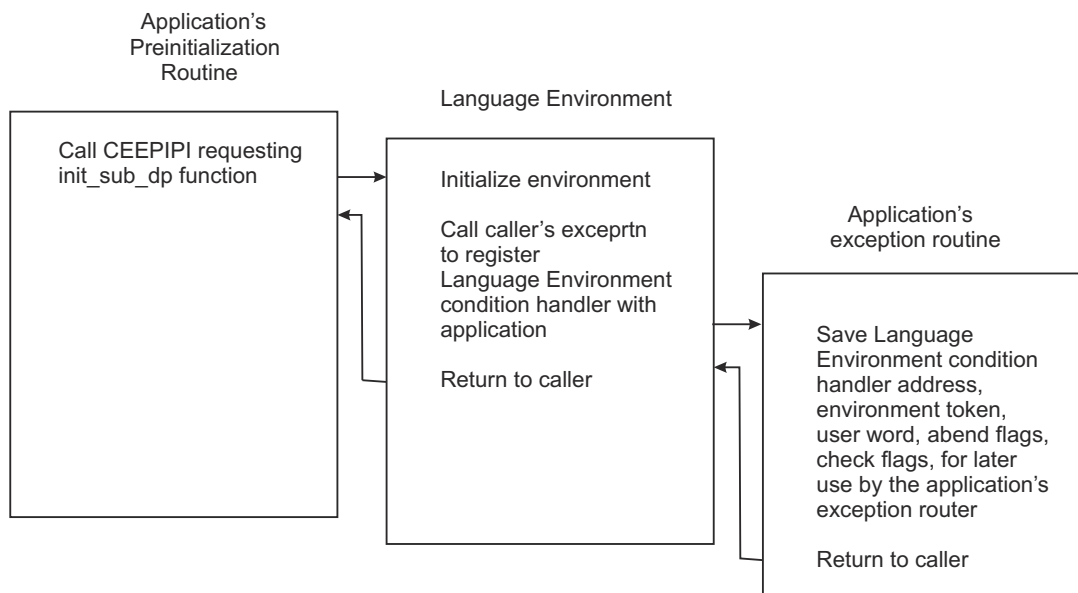 Application's
Preinitialization
Routine
Call CEEPIPI requesting
init_sub_dp function
Language Environment
Initialize environment
Call caller's exceprtn
to register
Language Environment
condition handler with
application
Return to caller
Application's
exception routine
Save Language
Environment condition
handler address,
environment token,
user word, abend flags,
check flags, for later
use by the application's
exception router
Return to caller